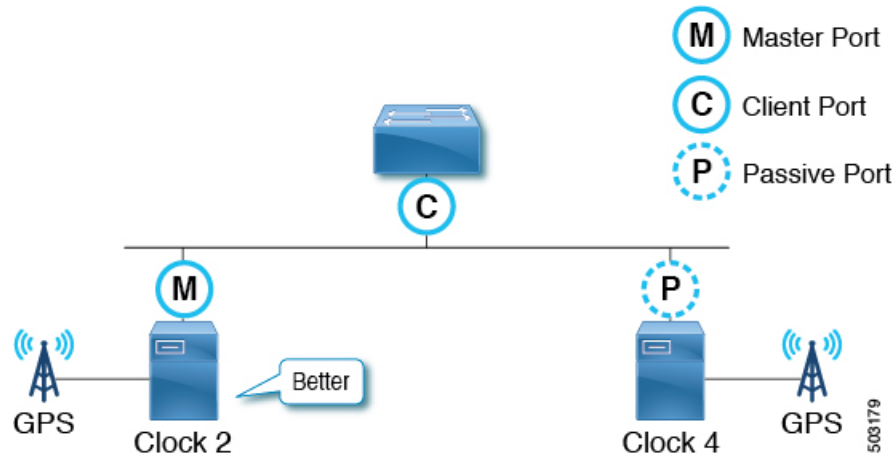 M Master Port
C Client Port
P Passive Port
C
M
P
Better
GPS
Clock 2
Clock 4
GPS
503179